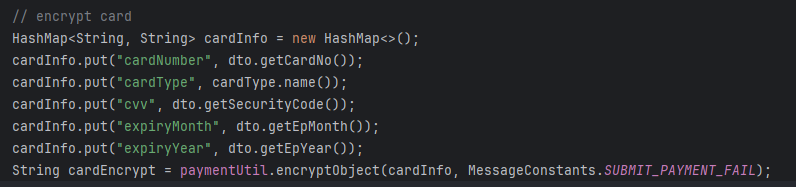 // encrypt card
HashMap<String, String> cardInfo = new HashMap<>();
cardInfo.put("cardNumber", dto.getCardNo());
cardInfo.put("cardType", cardType.name());
cardInfo.put("cvv", dto.getSecurityCode());
cardInfo.put("expiryMonth", dto.getEpMonth());
cardInfo.put("expiryYear", dto.getEpYear());
String cardEncrypt = paymentUtil.encryptObject(cardInfo, MessageConstants.SUBMIT_PAYMENT_FAIL);